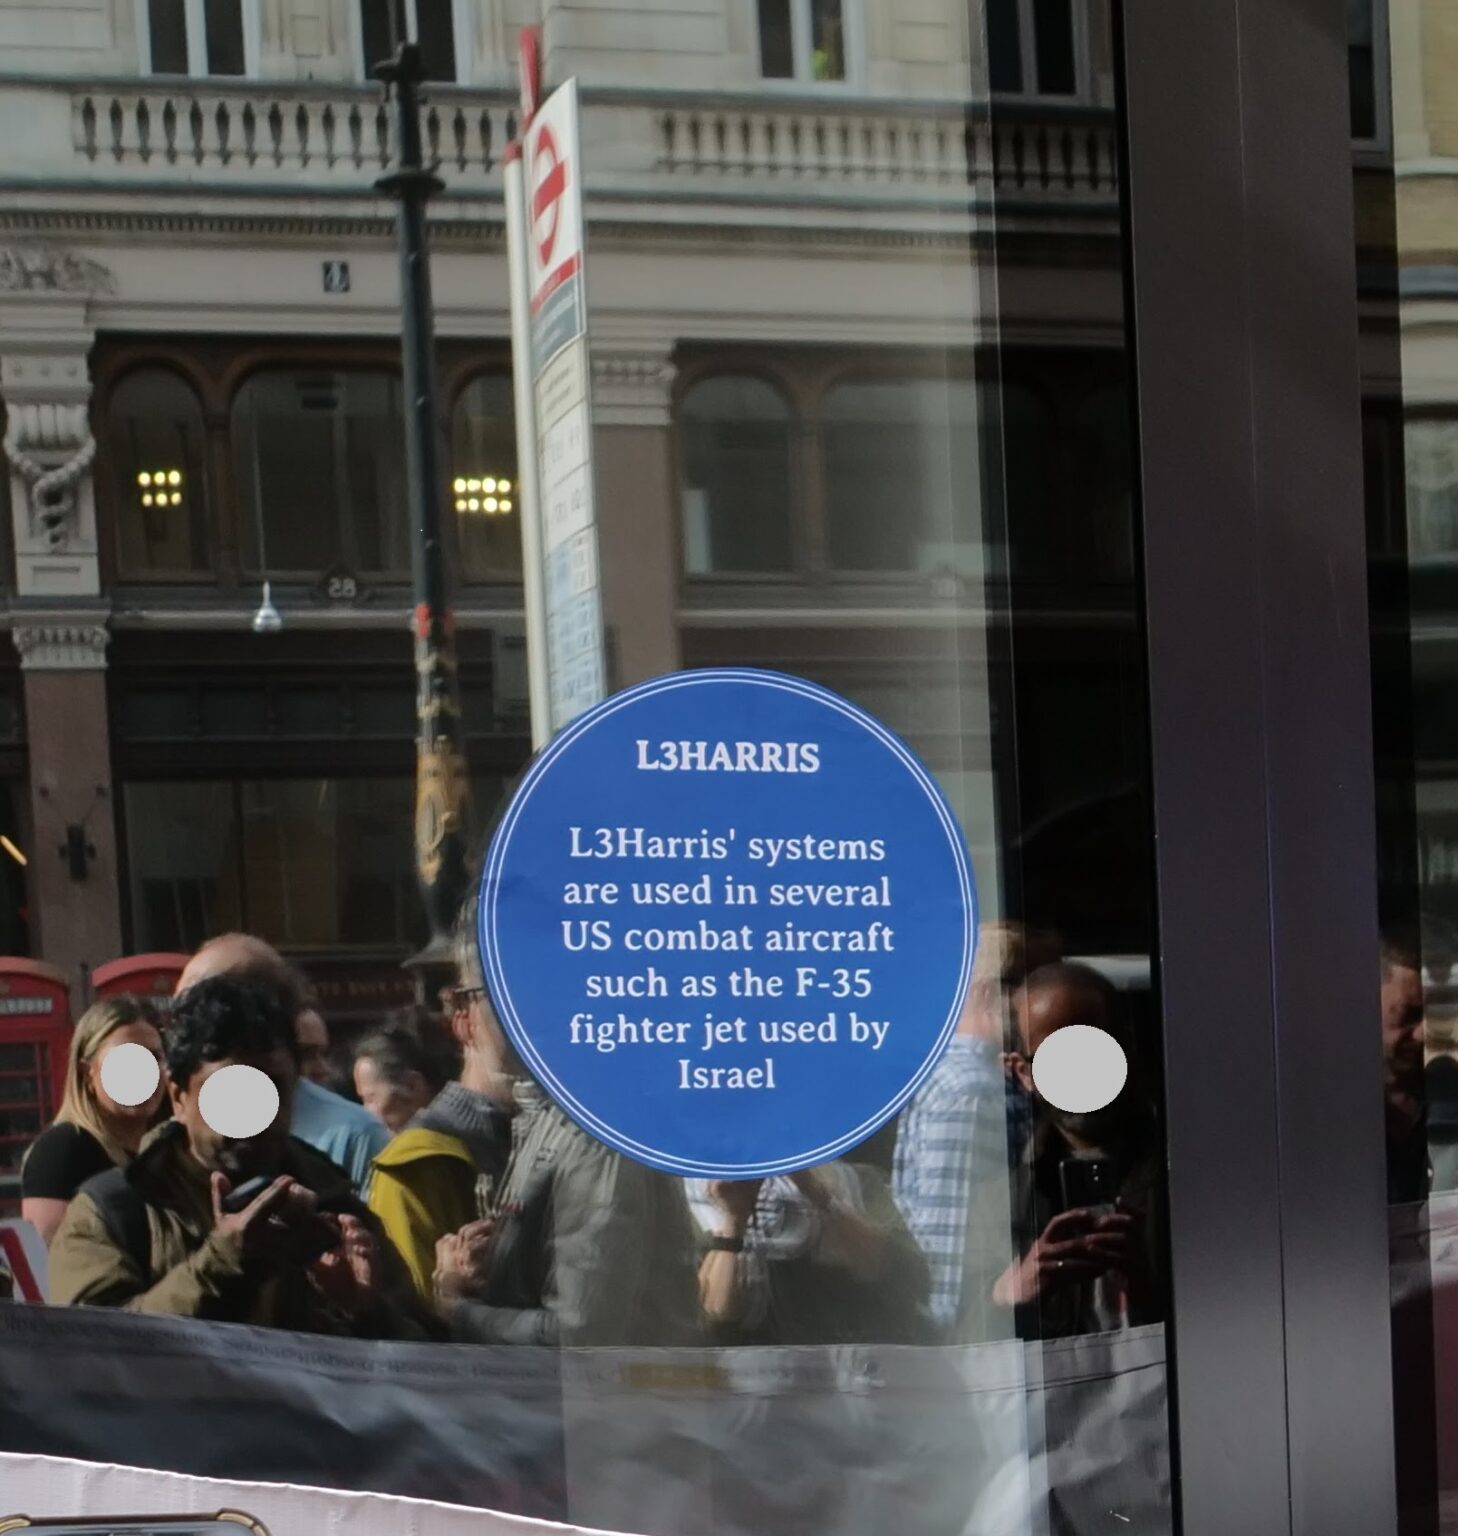 L3HARRIS
L3Harris' systems
are used in several
US combat aircraft
such as the F-35
fighter jet used by
Israel